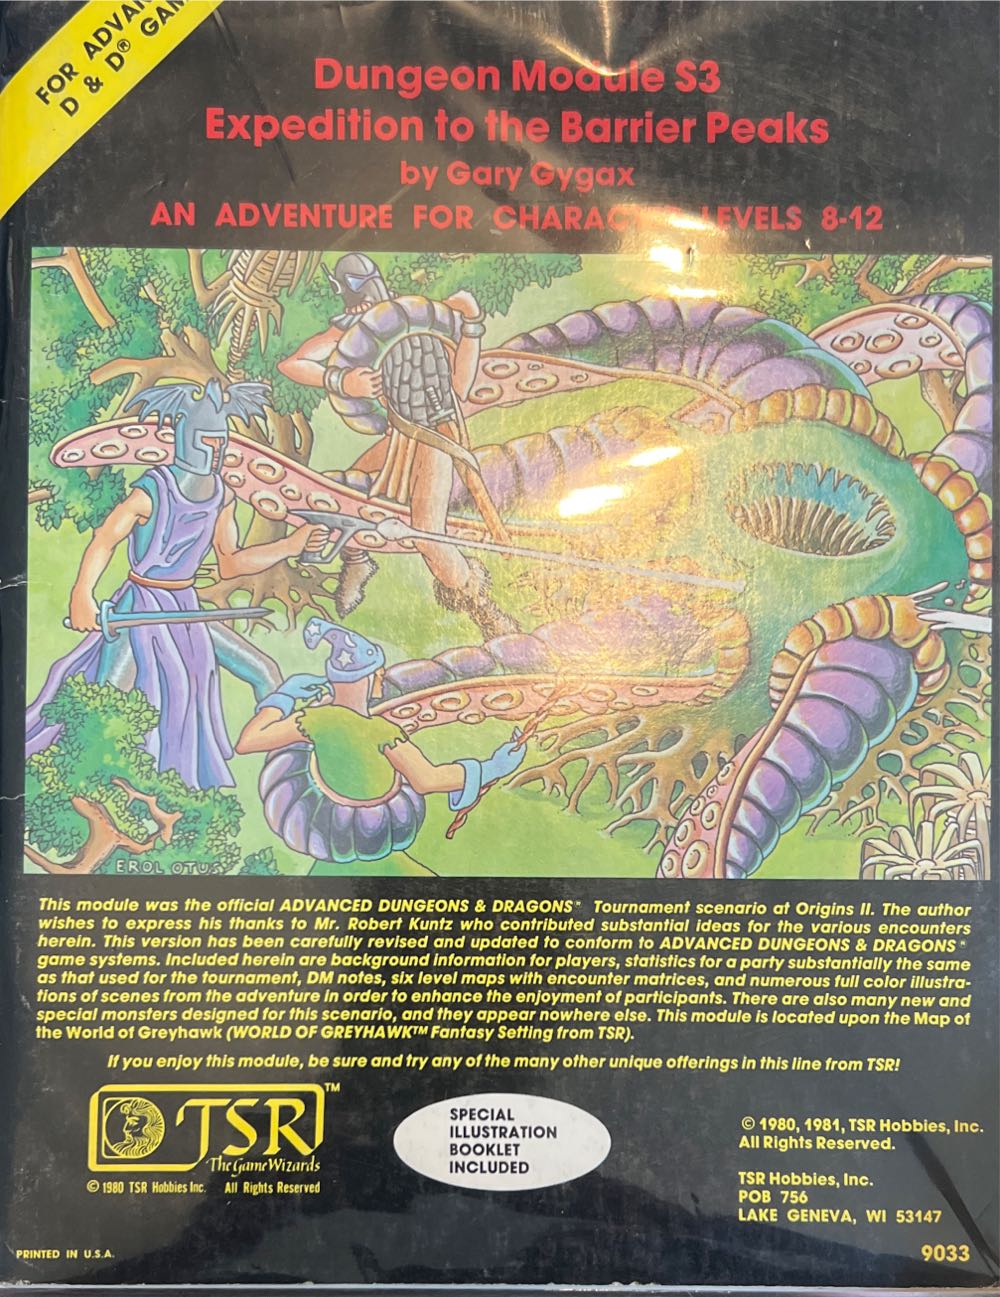 FOR ADVAN
D & D® GAM
Dungeon Module S3
Expedition to the Barrier Peaks
by Gary Gygax
AN ADVENTURE FOR CHARAC LEVELS 8-12
EROL OTUS
This module was the official ADVANCED DUNGEONS & DRAGONS™ Tournament scenario at Origins II. The author
wishes to express his thanks to Mr. Robert Kuntz who contributed substantial ideas for the various encounters
herein. This version has been carefully revised and updated to conform to ADVANCED DUNGEONS & DRAGONS®
game systems. Included herein are background information for players, statistics for a party substantially the same
as that used for the tournament, DM notes, six level maps with encounter matrices, and numerous full color illustra-
tions of scenes from the adventure in order to enhance the enjoyment of participants. There are also many new and
special monsters designed for this scenario, and they appear nowhere else. This module is located upon the Map of
the World of Greyhawk (WORLD OF GREYHAWK™ Fantasy Setting from TSR).
If you enjoy this module, be sure and try any of the many other unique offerings in this line from TSR!
TSR™
The Game Wizards
© 1980 TSR Hobbies Inc. All Rights Reserved
SPECIAL
ILLUSTRATION
BOOKLET
INCLUDED
© 1980, 1981, TSR Hobbies, Inc.
All Rights Reserved.
TSR Hobbies, Inc.
POB 756
LAKE GENEVA, WI 53147
PRINTED IN U.S.A.
9033